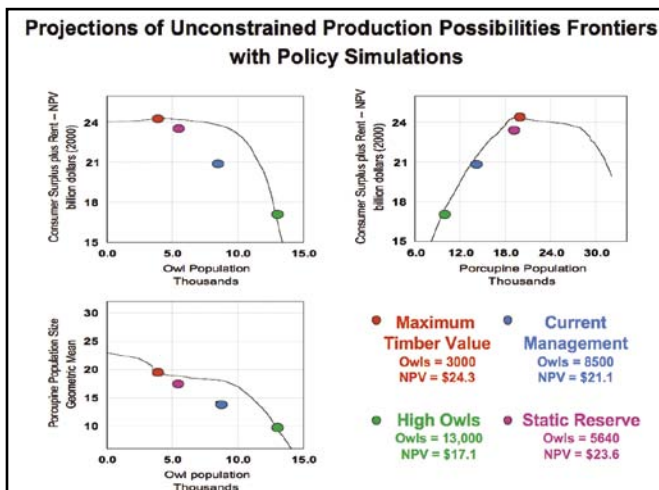 Projections of Unconstrained Production Possibilities Frontiers
with Policy Simulations
Consumer Surplus plus Rent – NPV
billion dollars (2000)
24
21
18
15
0.0 5.0 10.0 15.0
Owl Population
Thousands
Consumer Surplus plus Rent – NPV
billion dollars (2000)
24
21
18
15
6.0 12.0 18.0 24.0 30.0
Porcupine Population
Thousands
Porcupine Population Size
Geometric Mean
30
25
20
15
10
0.0 5.0 10.0 15.0
Owl population
Thousands
Maximum
Timber Value
Owls = 3000
NPV = $24.3
Current
Management
Owls = 8500
NPV = $21.1
High Owls
Owls = 13,000
NPV = $17.1
Static Reserve
Owls = 5640
NPV = $23.6